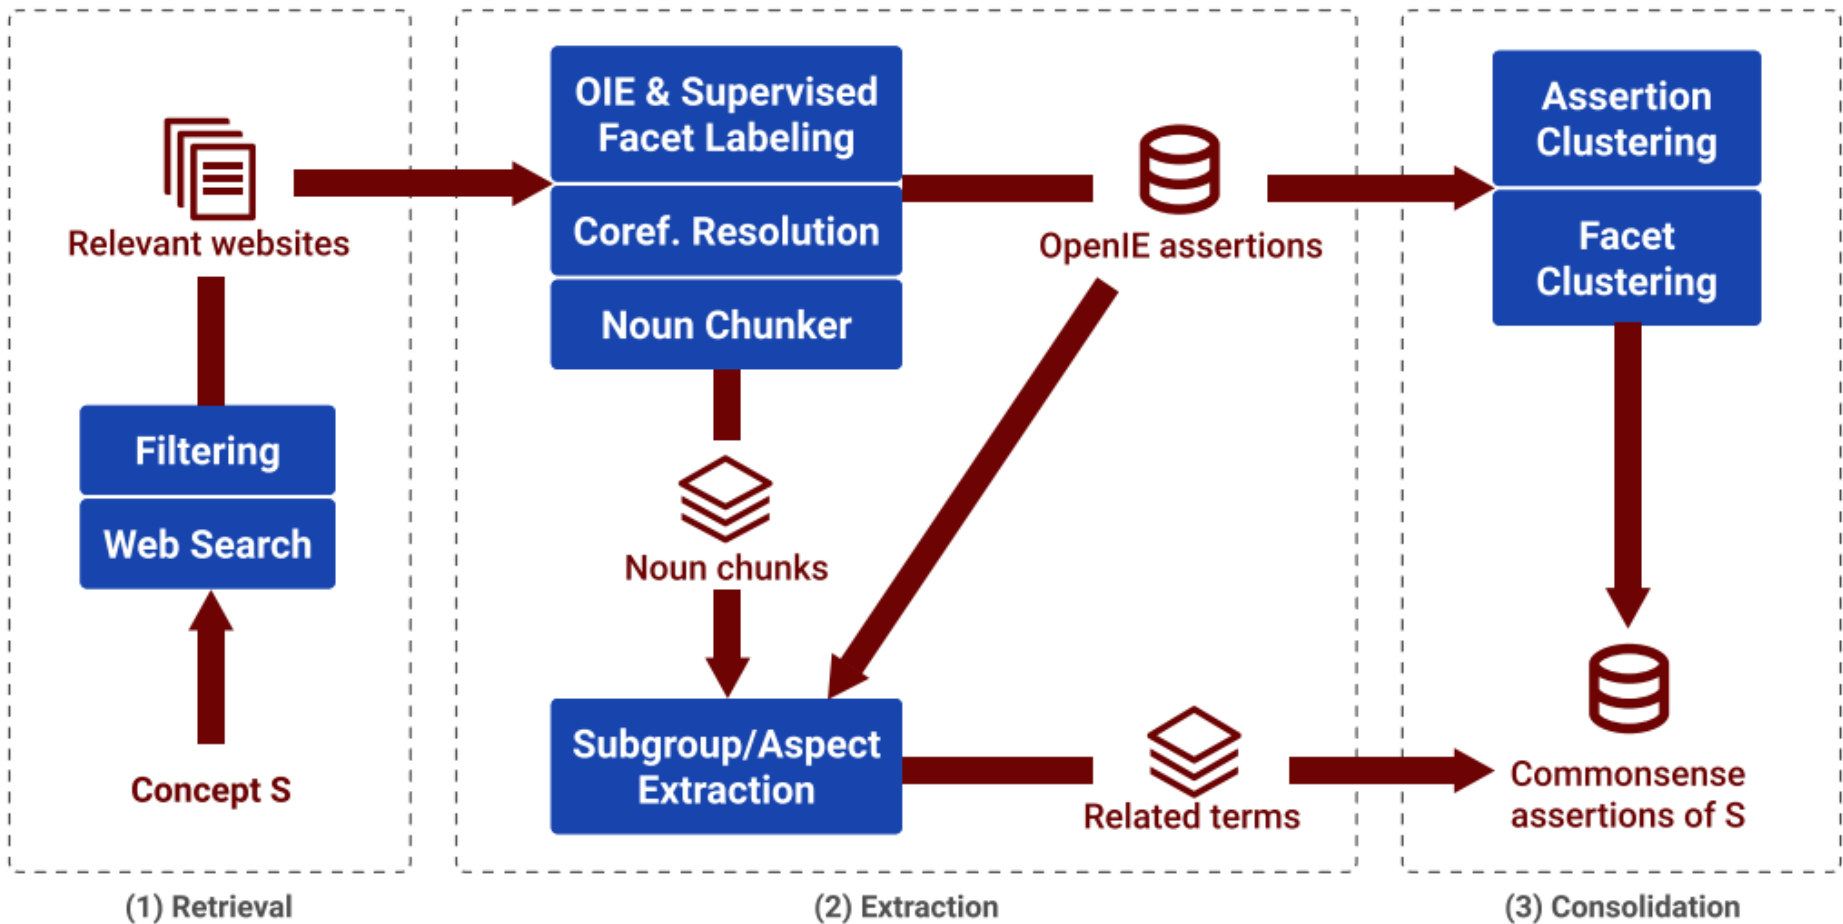 Relevant websites
Filtering
Web Search
Concept S
(1) Retrieval
OIE & Supervised
Facet Labeling
Coref. Resolution
Noun Chunker
OpenIE assertions
Noun chunks
Subgroup/Aspect
Extraction
Related terms
(2) Extraction
Assertion
Clustering
Facet
Clustering
Commonsense
assertions of S
(3) Consolidation